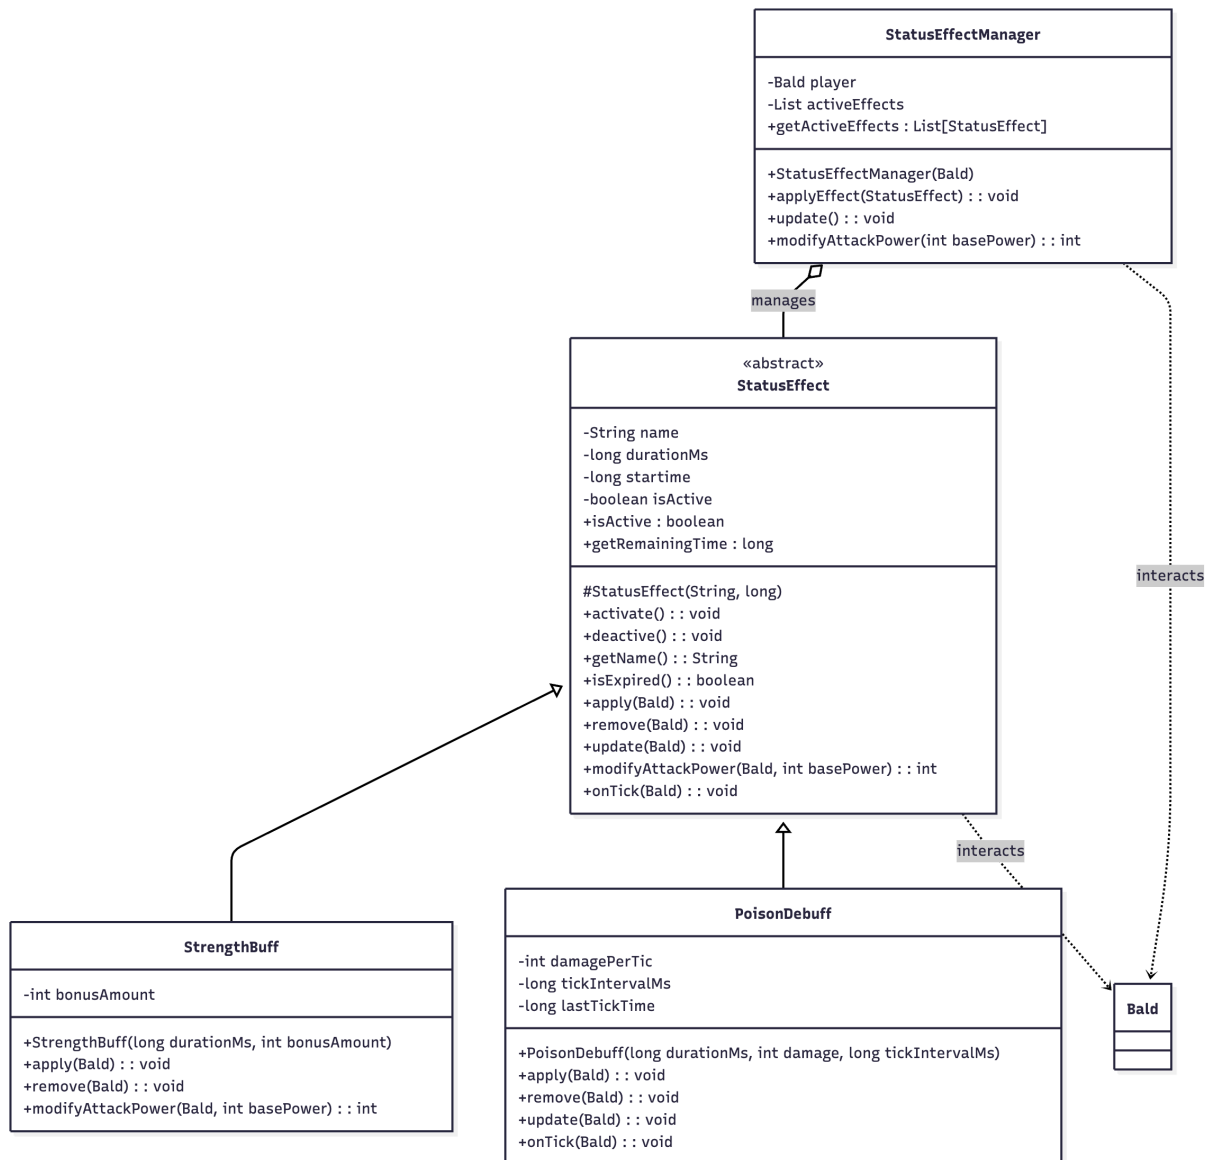 StatusEffectManager
-Bald player
-List activeEffects
+getActiveEffects : List[StatusEffect]
+StatusEffectManager(Bald)
+applyEffect(StatusEffect) : : void
+update() : : void
+modifyAttackPower(int basePower) : : int
manages
«abstract»
StatusEffect
-String name
-long durationMs
-long startime
-boolean isActive
+isActive : boolean
+getRemainingTime : long
#StatusEffect(String, long)
+activate() : : void
+deactive() : : void
+getName() : : String
+isExpired() : : boolean
+apply(Bald) : : void
+remove(Bald) : : void
+update(Bald) : : void
+modifyAttackPower(Bald, int basePower) : : int
+onTick(Bald) : : void
interacts
interacts
StrengthBuff
-int bonusAmount
+StrengthBuff(long durationMs, int bonusAmount)
+apply(Bald) : : void
+remove(Bald) : : void
+modifyAttackPower(Bald, int basePower) : : int
PoisonDebuff
-int damagePerTic
-long tickIntervalMs
-long lastTickTime
+PoisonDebuff(long durationMs, int damage, long tickIntervalMs)
+apply(Bald) : : void
+remove(Bald) : : void
+update(Bald) : : void
+onTick(Bald) : : void
Bald